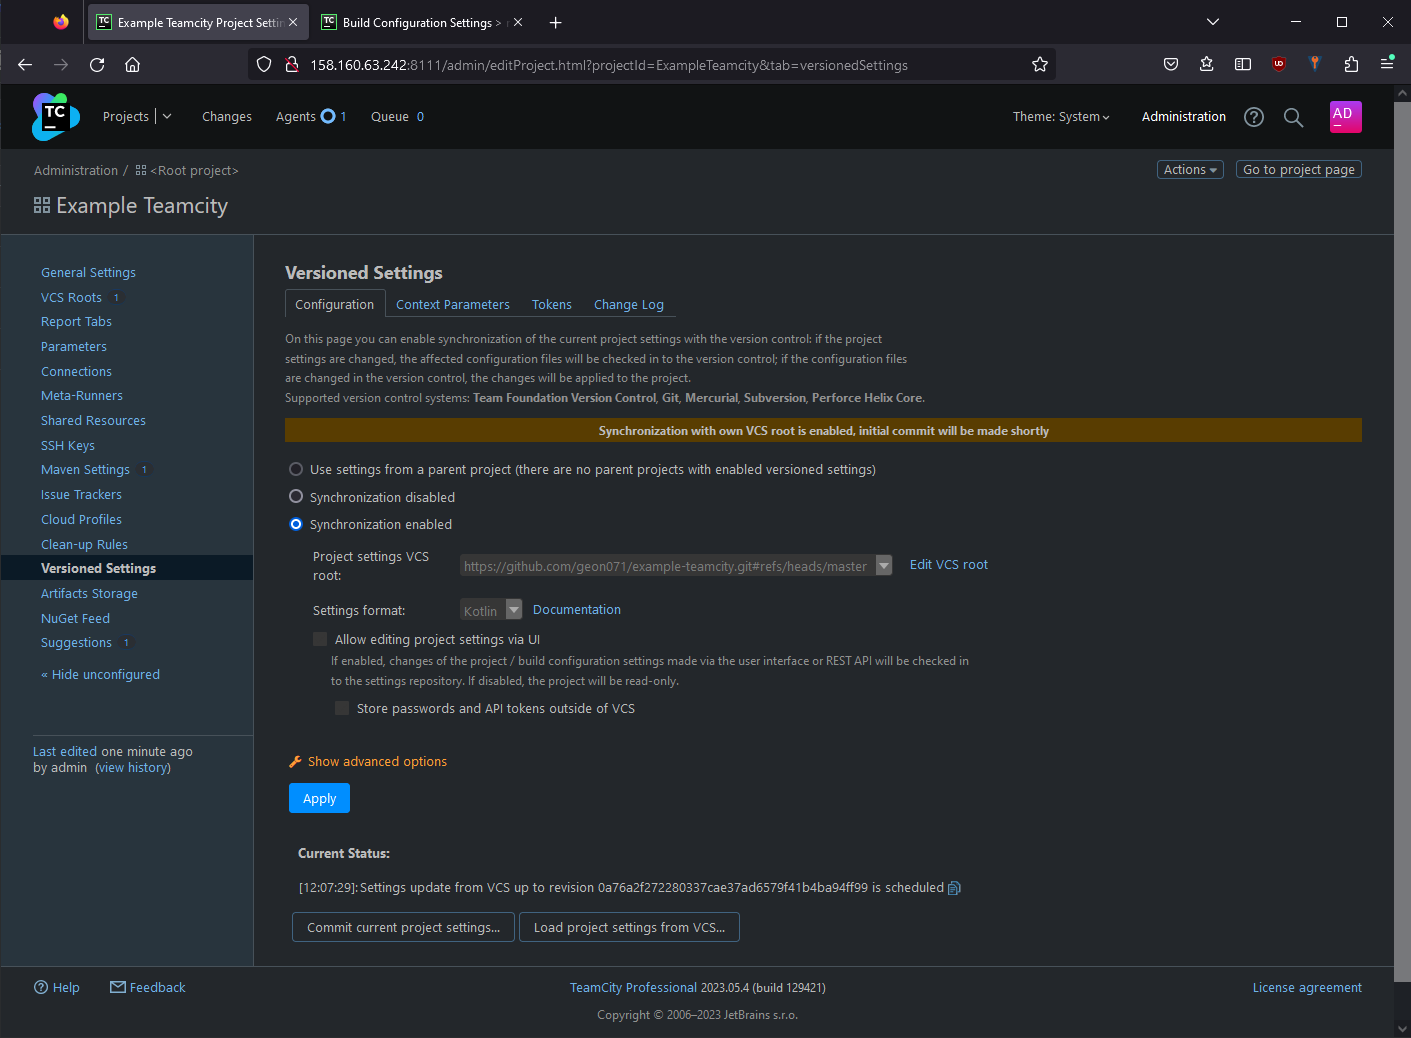 Example Teamcity Project Settin
Build Configuration Settings >
158.160.63.242:8111/admin/editProject.html?projectId=ExampleTeamcity&tab=versionedSettings
TC
Projects
Changes
Agents 1
Queue 0
Theme: System
Administration
AD
Administration / <Root project>
Actions
Go to project page
Example Teamcity
General Settings
VCS Roots 1
Report Tabs
Parameters
Connections
Meta-Runners
Shared Resources
SSH Keys
Maven Settings 1
Issue Trackers
Cloud Profiles
Clean-up Rules
Versioned Settings
Artifacts Storage
NuGet Feed
Suggestions 1
« Hide unconfigured
Last edited one minute ago
by admin (view history)
Versioned Settings
Configuration
Context Parameters
Tokens
Change Log
On this page you can enable synchronization of the current project settings with the version control: if the project
settings are changed, the affected configuration files will be checked in to the version control; if the configuration files
are changed in the version control, the changes will be applied to the project.
Supported version control systems: Team Foundation Version Control, Git, Mercurial, Subversion, Perforce Helix Core.
Synchronization with own VCS root is enabled, initial commit will be made shortly
Use settings from a parent project (there are no parent projects with enabled versioned settings)
Synchronization disabled
Synchronization enabled
Project settings VCS
root:
https://github.com/geon071/example-teamcity.git#refs/heads/master
Edit VCS root
Settings format:
Kotlin
Documentation
Allow editing project settings via UI
If enabled, changes of the project / build configuration settings made via the user interface or REST API will be checked in
to the settings repository. If disabled, the project will be read-only.
Store passwords and API tokens outside of VCS
Show advanced options
Apply
Current Status:
[12:07:29]: Settings update from VCS up to revision 0a76a2f272280337cae37ad6579f41b4ba94ff99 is scheduled
Commit current project settings...
Load project settings from VCS...
Help
Feedback
TeamCity Professional 2023.05.4 (build 129421)
License agreement
Copyright © 2006–2023 JetBrains s.r.o.